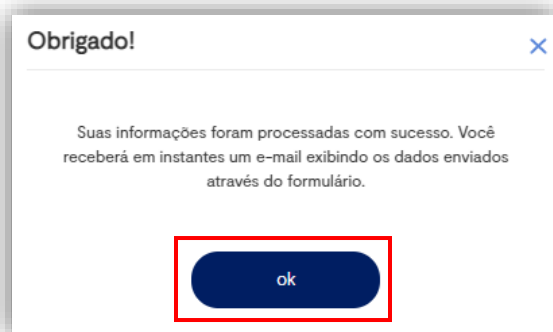 Obrigado!
Suas informações foram processadas com sucesso. Você
receberá em instantes um e-mail exibindo os dados enviados
através do formulário.
ok